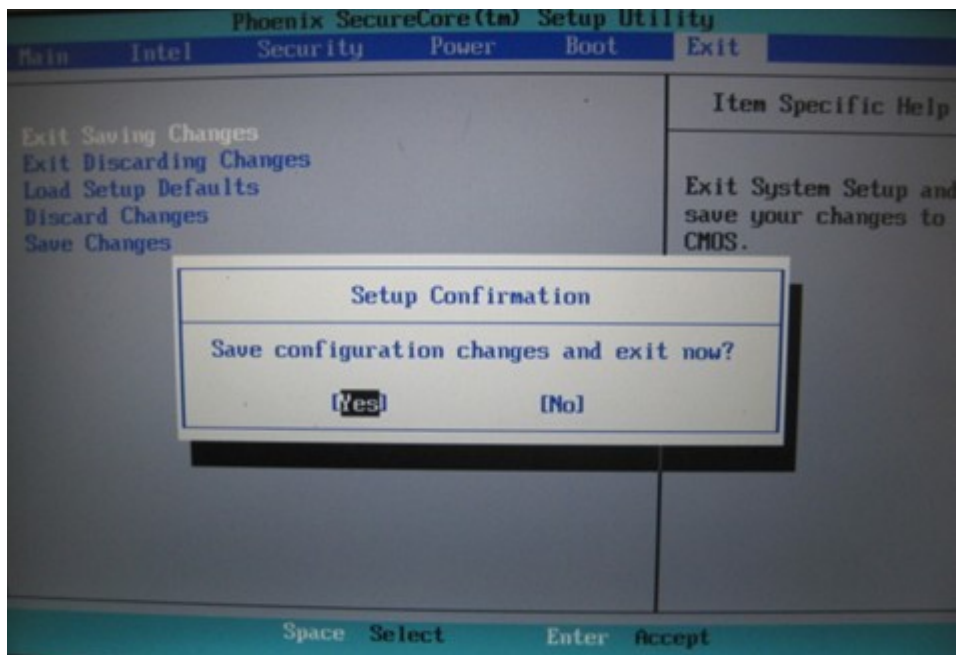 Phoenix SecureCore(tm) Setup Utility
Main Intel Security Power Boot Exit
Item Specific Help
Exit Saving Changes
Exit Discarding Changes
Load Setup Defaults
Discard Changes
Save Changes
Exit System Setup and
save your changes to
CMOS.
Setup Confirmation
Save configuration changes and exit now?
[Yes] [No]
Space Select Enter Accept